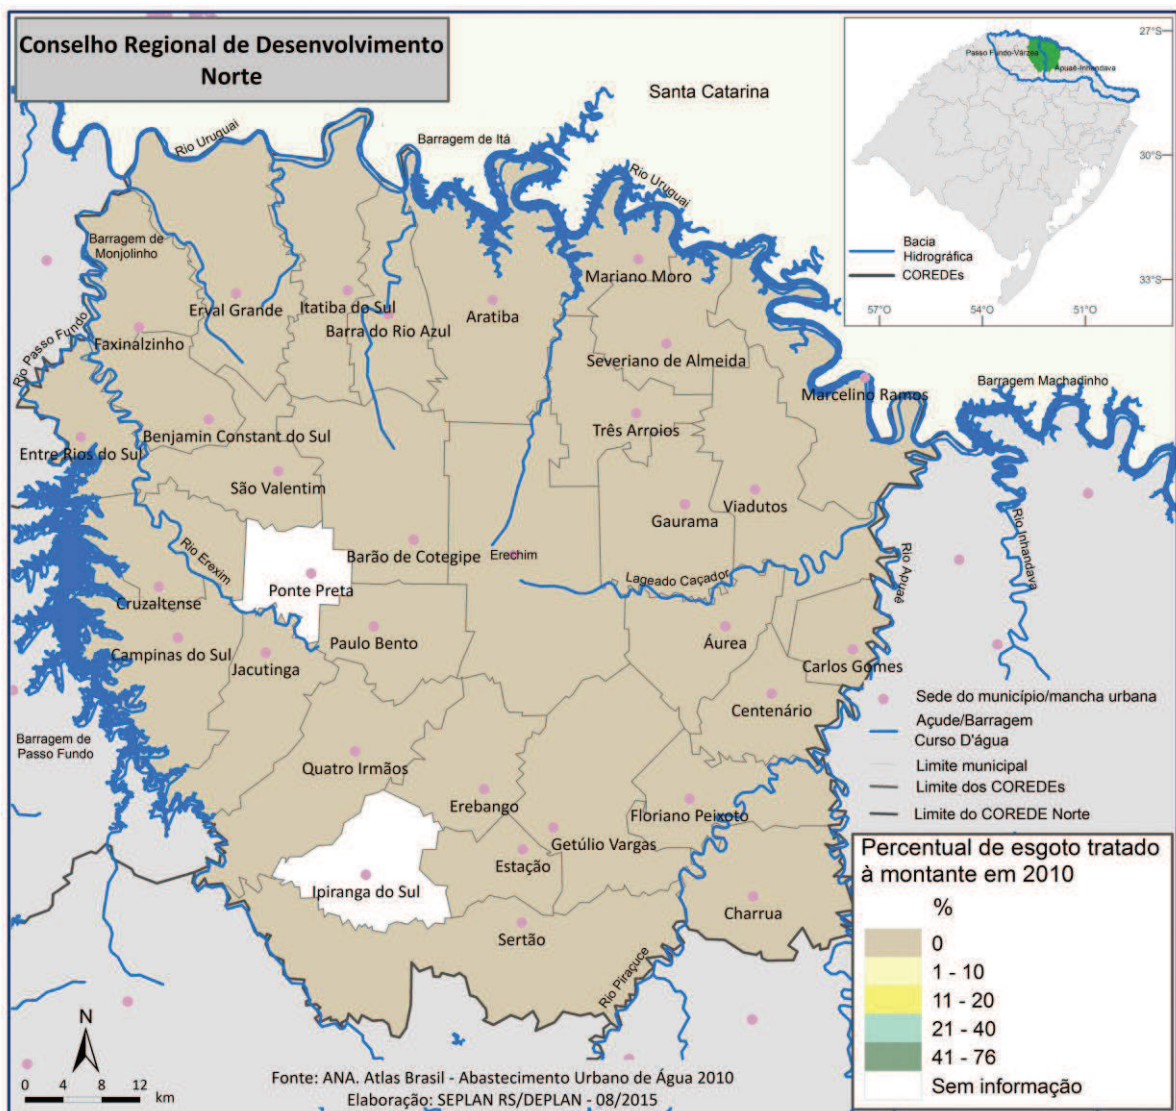 Conselho Regional de Desenvolvimento
Norte
Santa Catarina
Barragem de Itá
Rio Uruguai
Rio Uruguai
27°S
30°S
33°S
57°O
54°O
51°O
Passo Fundo-Várzea
Apuaê-Inhandava
Bacia
Hidrográfica
COREDEs
Barragem de
Monjolinho
Mariano Moro
Erval Grande
Itatiba do Sul
Barra do Rio Azul
Aratiba
Rio Passo Fundo
Faxinalzinho
Severiano de Almeida
Marcelino Ramos
Barragem Machadinho
Benjamin Constant do Sul
Três Arroios
Entre Rios do Sul
São Valentim
Gaurama
Viadutos
Rio Erexim
Barão de Cotegipe
Erechim
Rio Inhandava
Rio Apuaê
Lageado Caçador
Ponte Preta
Cruzaltense
Paulo Bento
Áurea
Campinas do Sul
Jacutinga
Carlos Gomes
Centenário
Barragem de
Passo Fundo
Quatro Irmãos
Erebango
Floriano Peixoto
Getúlio Vargas
Estação
Ipiranga do Sul
Charrua
Sertão
Rio Piraçuce
Sede do município/mancha urbana
Açude/Barragem
Curso D'água
Limite municipal
Limite dos COREDEs
Limite do COREDE Norte
Percentual de esgoto tratado
à montante em 2010
%
0
1 - 10
11 - 20
21 - 40
41 - 76
Sem informação
N
0 4 8 12
km
Fonte: ANA. Atlas Brasil - Abastecimento Urbano de Água 2010
Elaboração: SEPLAN RS/DEPLAN - 08/2015